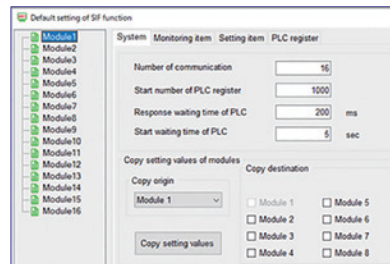 Default setting of SIF function
Module1
Module2
Module3
Module4
Module5
Module6
Module7
Module8
Module9
Module10
Module11
Module12
Module13
Module14
Module15
Module16
System Monitoring item Setting item PLC register
Number of communication 16
Start number of PLC register 1000
Response waiting time of PLC 200 ms
Start waiting time of PLC 5 sec
Copy setting values of modules
Copy origin
Module 1
Copy setting values
Copy destination
Module 1 Module 5
Module 2 Module 6
Module 3 Module 7
Module 4 Module 8